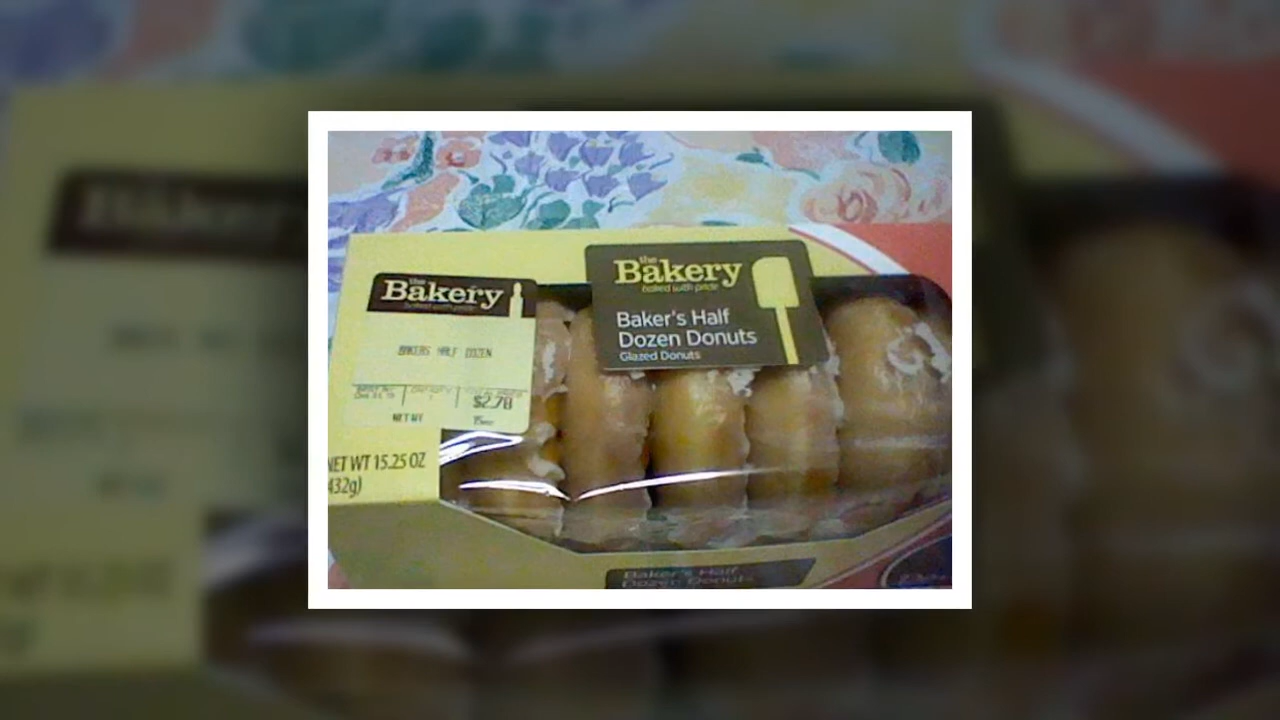 the
Bakery
baked with pride
Baker's Half
Dozen Donuts
Glazed Donuts
the
Bakery
baked with pride
BAKERS HALF DOZEN
$2.78
NET WT
NET WT 15.25 OZ
432g)
Baker's Half
Dozen Donuts